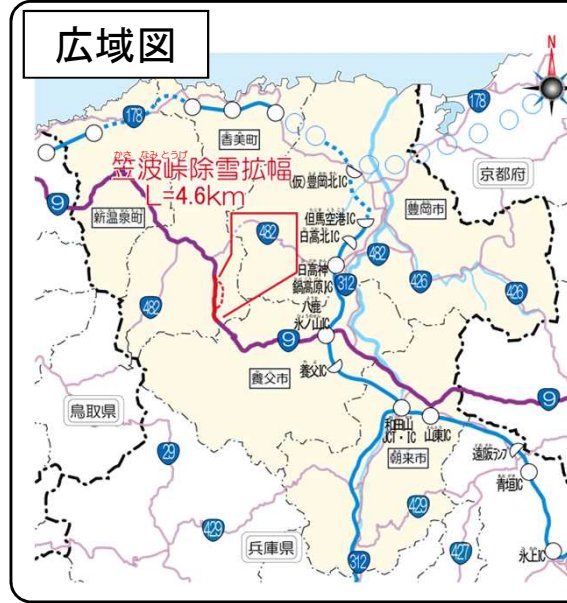 広域図
N
178
178
香美町
かさなみとうげ
笠波峠除雪拡幅
L=4.6km
(仮)豊岡北IC
京都府
9
新温泉町
482
但馬空港IC
豊岡市
日高北IC
482
日高神
鍋高原IC
312
426
426
482
八鹿
氷ノ山IC
9
養父市
養父IC
9
鳥取県
和田山
JCT・IC
山東IC
朝来市
遠阪ランプ
29
青垣IC
429
429
兵庫県
427
312
氷上IC